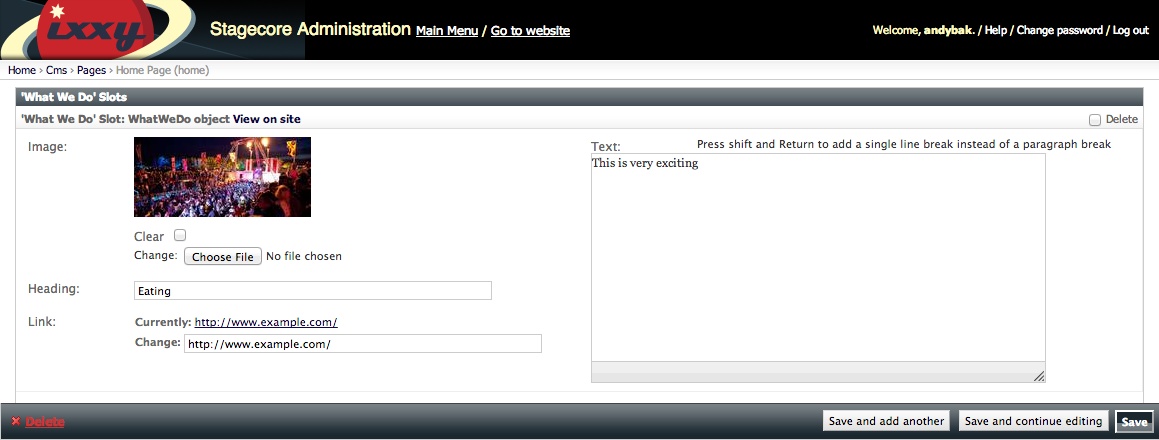 ixxy
Stagecore Administration Main Menu / Go to website
Welcome, andybak. / Help / Change password / Log out
Home › Cms › Pages › Home Page (home)
'What We Do' Slots
'What We Do' Slot: WhatWeDo object View on site
Delete
Image:
Clear
Change: Choose File No file chosen
Heading:
Eating
Link:
Currently: http://www.example.com/
Change: http://www.example.com/
Text:
Press shift and Return to add a single line break instead of a paragraph break
This is very exciting
Delete
Save and add another
Save and continue editing
Save